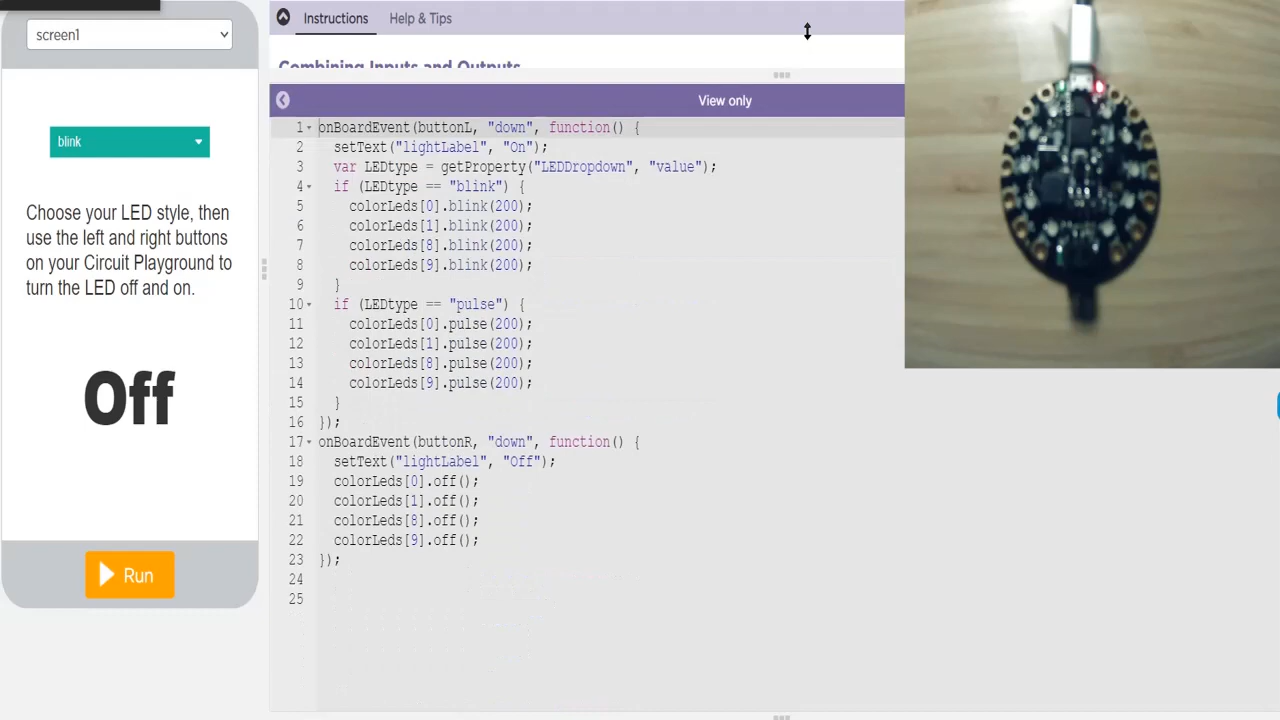 screen1
Instructions
Help & Tips
Combining Inputs and Outputs
View only
blink
Choose your LED style, then
use the left and right buttons
on your Circuit Playground to
turn the LED off and on.
Off
Run
1 onBoardEvent(buttonL, "down", function() {
2 setText("lightLabel", "On");
3 var LEDtype = getProperty("LEDDropdown", "value");
4 if (LEDtype == "blink") {
5 colorLeds[0].blink(200);
6 colorLeds[1].blink(200);
7 colorLeds[8].blink(200);
8 colorLeds[9].blink(200);
9 }
10 if (LEDtype == "pulse") {
11 colorLeds[0].pulse(200);
12 colorLeds[1].pulse(200);
13 colorLeds[8].pulse(200);
14 colorLeds[9].pulse(200);
15 }
16 });
17 onBoardEvent(buttonR, "down", function() {
18 setText("lightLabel", "Off");
19 colorLeds[0].off();
20 colorLeds[1].off();
21 colorLeds[8].off();
22 colorLeds[9].off();
23 });
24
25